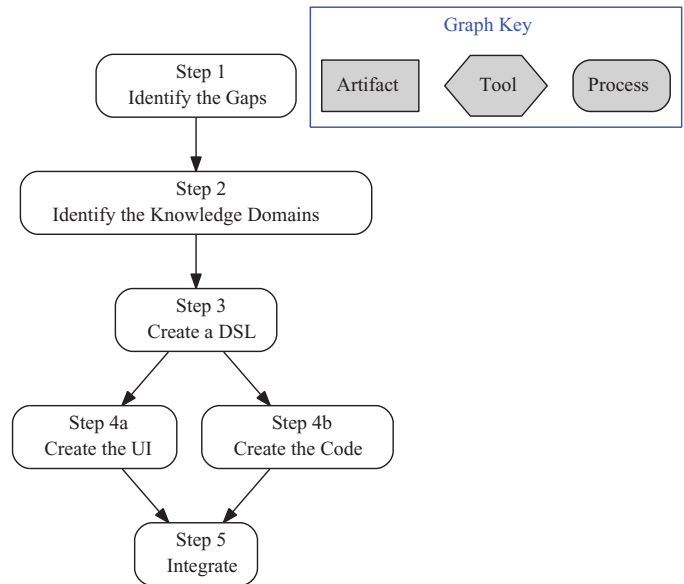 Graph Key
Artifact
Tool
Process
Step 1
Identify the Gaps
Step 2
Identify the Knowledge Domains
Step 3
Create a DSL
Step 4a
Create the UI
Step 4b
Create the Code
Step 5
Integrate